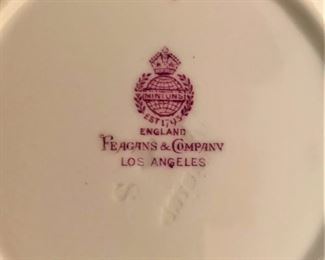 MINTONS
EST 1793
ENGLAND
FEAGANS & COMPANY
LOS ANGELES